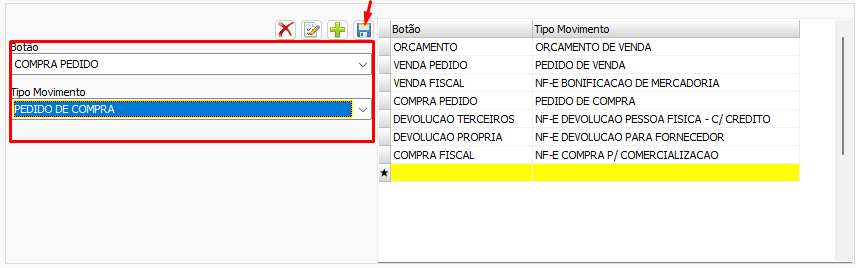 Botão
COMPRA PEDIDO
Tipo Movimento
PEDIDO DE COMPRA
Botão Tipo Movimento
ORCAMENTO ORCAMENTO DE VENDA
VENDA PEDIDO PEDIDO DE VENDA
VENDA FISCAL NF-E BONIFICACAO DE MERCADORIA
COMPRA PEDIDO PEDIDO DE COMPRA
DEVOLUCAO TERCEIROS NF-E DEVOLUCAO PESSOA FISICA - C/ CREDITO
DEVOLUCAO PROPRIA NF-E DEVOLUCAO PARA FORNECEDOR
COMPRA FISCAL NF-E COMPRA P/ COMERCIALIZACAO